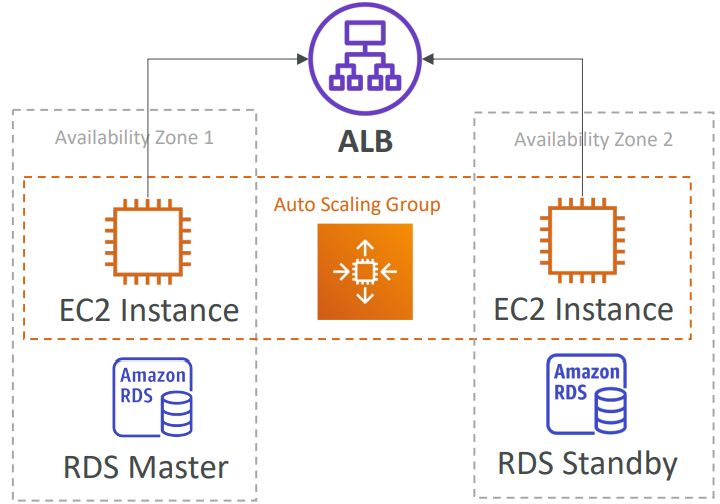 ALB
Availability Zone 1
Availability Zone 2
Auto Scaling Group
EC2 Instance
EC2 Instance
Amazon
RDS
Amazon
RDS
RDS Master
RDS Standby